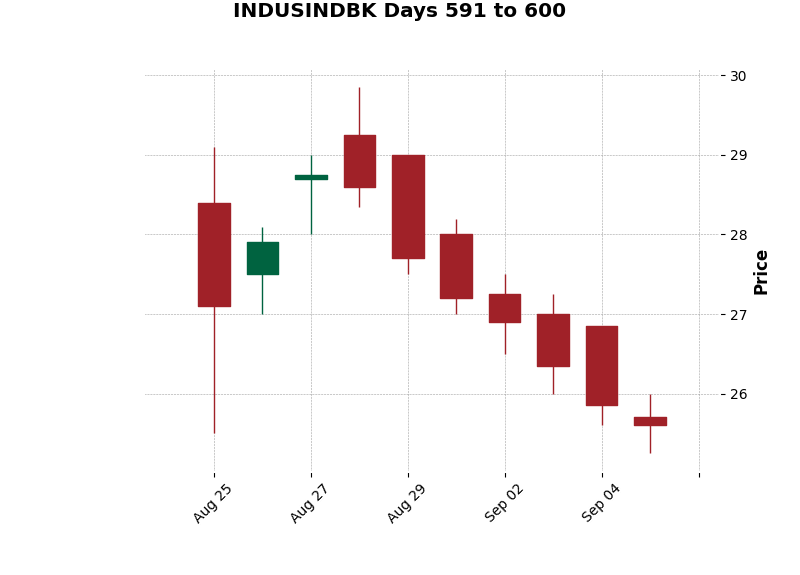 INDUSINDBK Days 591 to 600
30
29
28
27
26
Price
Aug 25
Aug 27
Aug 29
Sep 02
Sep 04